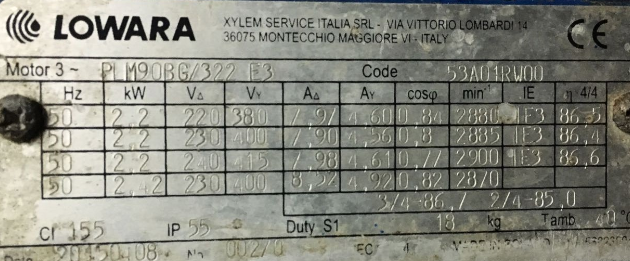 LOWARA XYLEM SERVICE ITALIA SRL - VIA VITTORIO LOMBARDI 14
36075 MONTECCHIO MAGGIORE VI - ITALY CE
Motor 3 ~ PLM90BG/322 E3 Code 53A01RW00
Hz kW V△ VY A△ AY cosφ min⁻¹ IE η 4/4
50 2,2 220 380 7,97 4,60 0,84 2880 IE3 86,5
50 2,2 230 400 7,90 4,56 0,8 2885 IE3 86,4
50 2,2 240 415 7,98 4,61 0,77 2900 IE3 86,6
50 2,42 230 400 8,52 4,92 0,82 2870
3/4-86,7 2/4-85,0
Cl 155 IP 55 Duty S1 18 kg Tamb. 40 °C
002/0